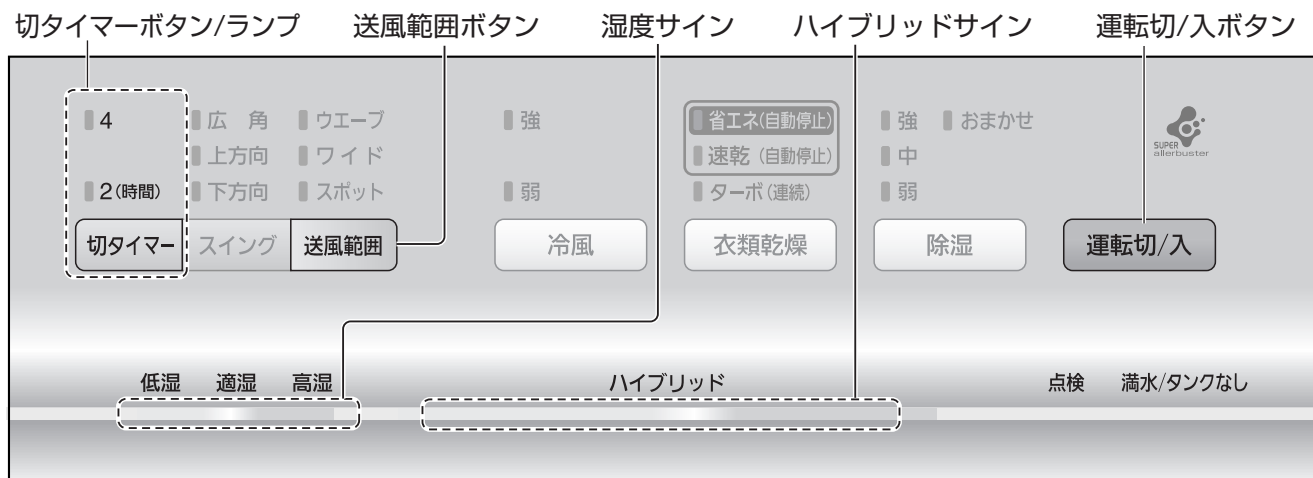 切タイマーボタン/ランプ 送風範囲ボタン 湿度サイン ハイブリッドサイン 運転切/入ボタン
4 広 角 ウエーブ 強 省エネ(自動停止) 強 おまかせ
上方向 ワイド 速乾(自動停止) 中
2(時間) 下方向 スポット 弱 ターボ(連続) 弱
SUPER
allerbuster
切タイマー スイング 送風範囲 冷風 衣類乾燥 除湿 運転切/入
低湿 適湿 高湿 ハイブリッド 点検 満水/タンクなし